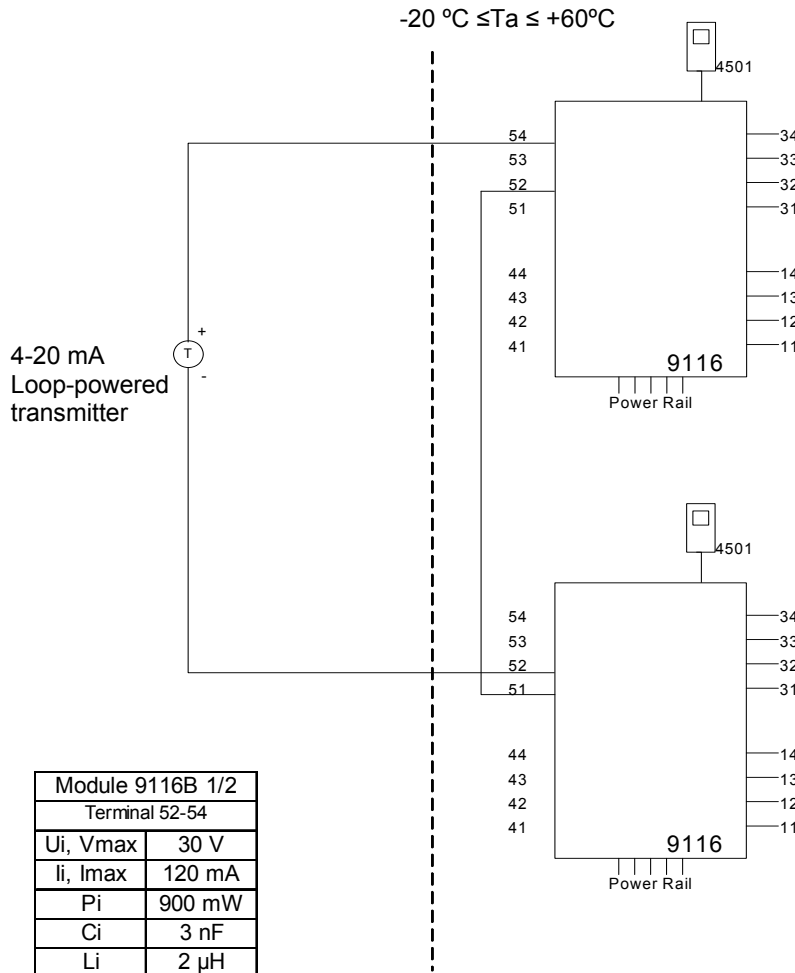 -20 ºC ≤Ta ≤ +60ºC
4501
54
53
52
51
44
43
42
41
34
33
32
31
14
13
12
11
9116
Power Rail
+
T
-
4-20 mA
Loop-powered
transmitter
4501
54
53
52
51
44
43
42
41
34
33
32
31
14
13
12
11
9116
Power Rail
Module 9116B 1/2
Terminal 52-54
Ui, Vmax 30 V
Ii, Imax 120 mA
Pi 900 mW
Ci 3 nF
Li 2 µH